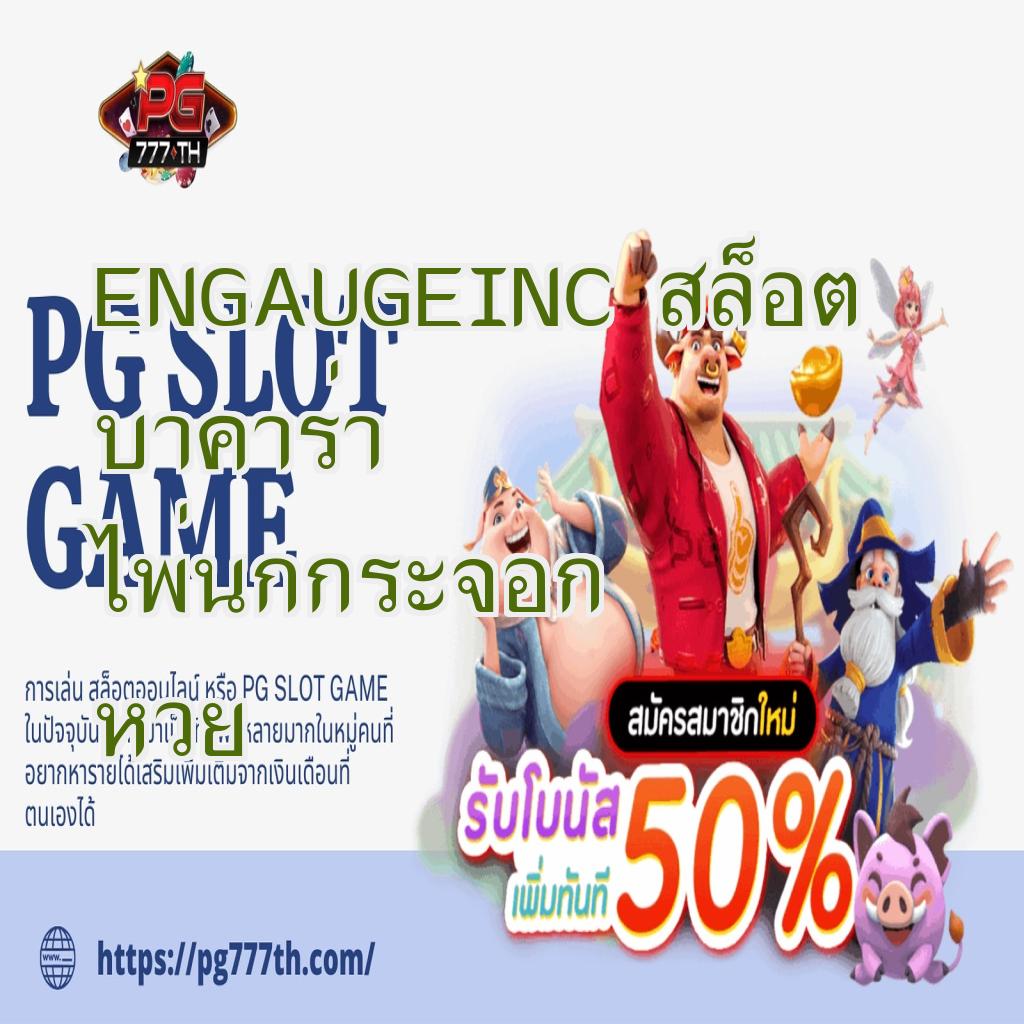 PG
777 TH
ENGAUGEINC สล็อต
บาคาร่า
ไพ่นกกระจอก
หวย
PG SLOT
GAME
การเล่น สล็อตออนไลน์ หรือ PG SLOT GAME
ในปัจจุบัน หลายมากในหมู่คนที่
อยากหารายได้เสริมเพิ่มเติมจากเงินเดือนที่
ตนเองได้
สมัครสมาชิกใหม่
รับโบนัส
เพิ่มทันที
50%
https://pg777th.com/